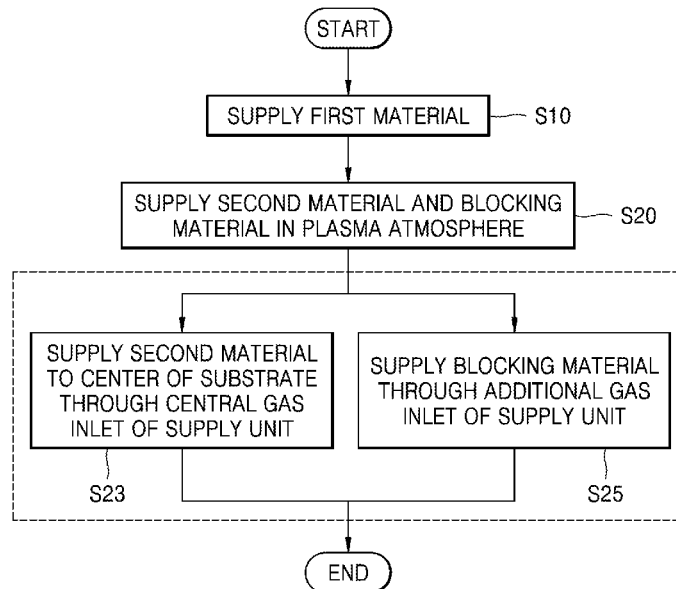 START
SUPPLY FIRST MATERIAL
S10
SUPPLY SECOND MATERIAL AND BLOCKING
MATERIAL IN PLASMA ATMOSPHERE
S20
SUPPLY SECOND MATERIAL
TO CENTER OF SUBSTRATE
THROUGH CENTRAL GAS
INLET OF SUPPLY UNIT
S23
SUPPLY BLOCKING MATERIAL
THROUGH ADDITIONAL GAS
INLET OF SUPPLY UNIT
S25
END